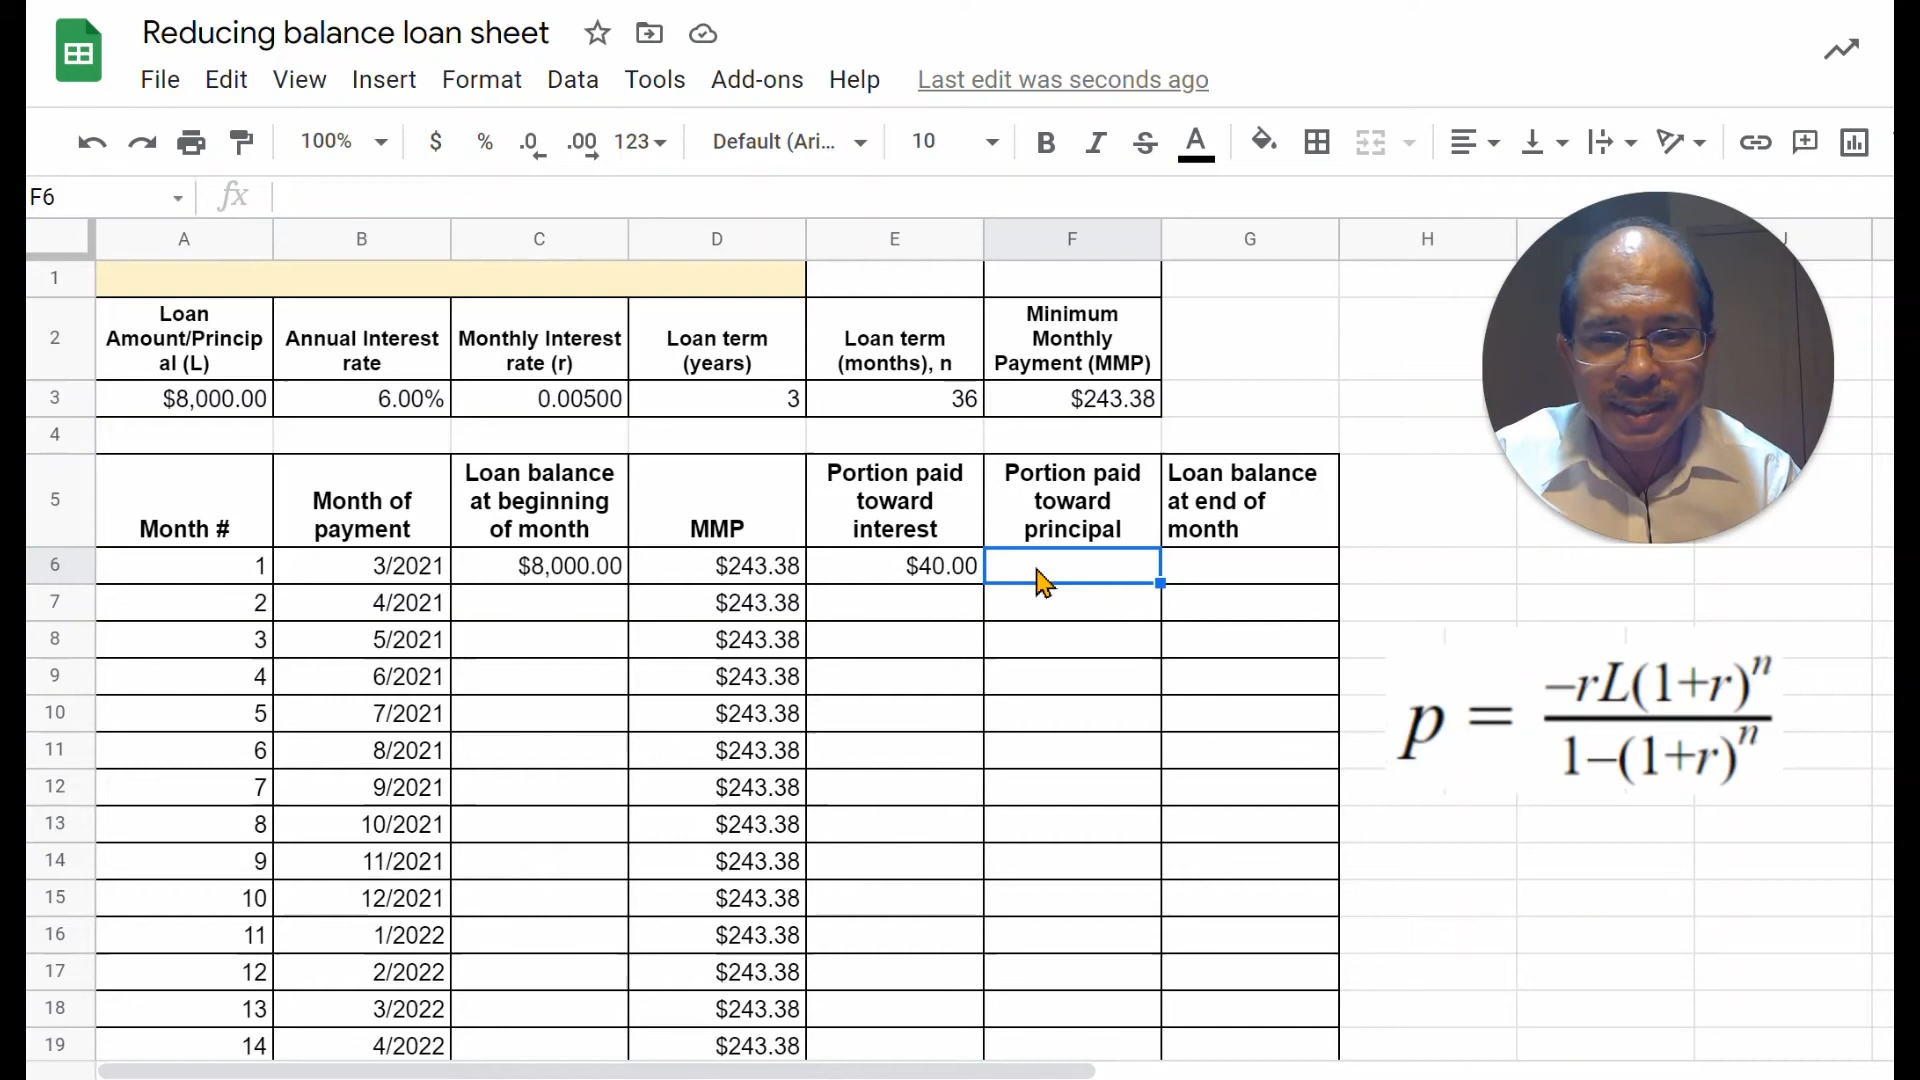 Reducing balance loan sheet
File Edit View Insert Format Data Tools Add-ons Help Last edit was seconds ago
100% $ % .0 .00 123 Default (Ari... 10 B I S A
F6 fx
A B C D E F G H J
1
2 Loan Amount/Princip al (L) Annual Interest rate Monthly Interest rate (r) Loan term (years) Loan term (months), n Minimum Monthly Payment (MMP)
3 $8,000.00 6.00% 0.00500 3 36 $243.38
4
5 Month # Month of payment Loan balance at beginning of month MMP Portion paid toward interest Portion paid toward principal Loan balance at end of month
6 1 3/2021 $8,000.00 $243.38 $40.00
7 2 4/2021 $243.38
8 3 5/2021 $243.38
9 4 6/2021 $243.38
10 5 7/2021 $243.38
11 6 8/2021 $243.38
12 7 9/2021 $243.38
13 8 10/2021 $243.38
14 9 11/2021 $243.38
15 10 12/2021 $243.38
16 11 1/2022 $243.38
17 12 2/2022 $243.38
18 13 3/2022 $243.38
19 14 4/2022 $243.38
p = –rL(1+r)^n
1–(1+r)^n